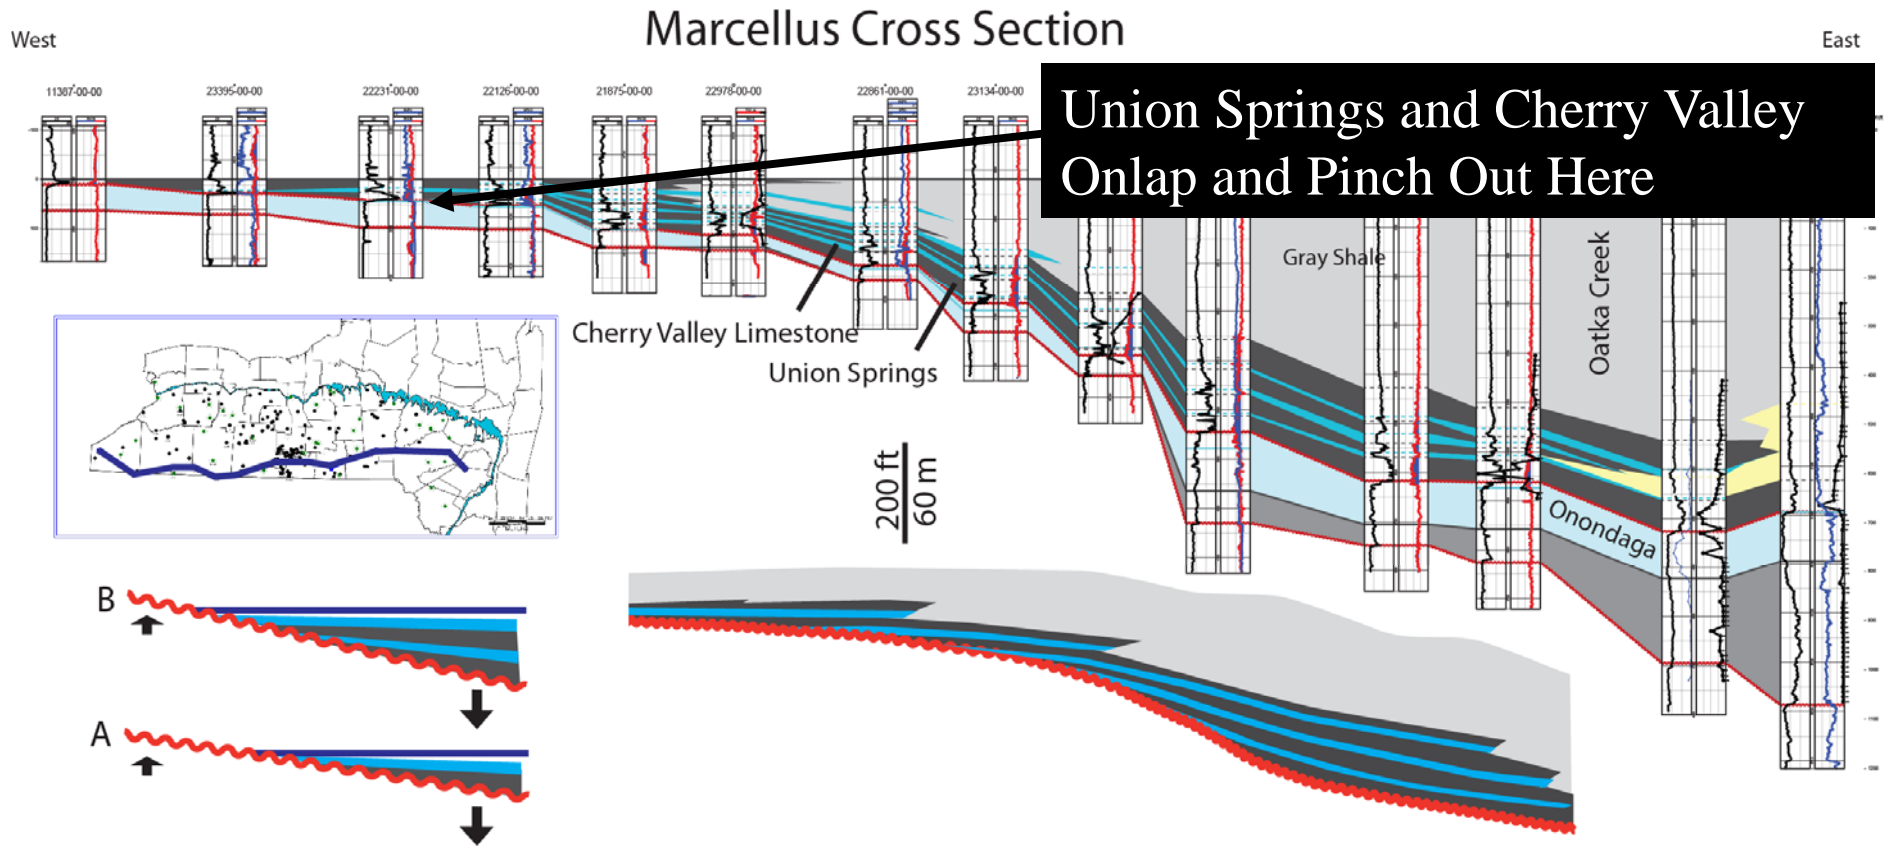 Marcellus Cross Section
West
East
Union Springs and Cherry Valley
Onlap and Pinch Out Here
11387-00-00
23395-00-00
22231-00-00
22126-00-00
21875-00-00
22978-00-00
22861-00-00
23134-00-00
Gray Shale
Oatka Creek
Cherry Valley Limestone
Union Springs
200 ft
60 m
Onondaga
B
A